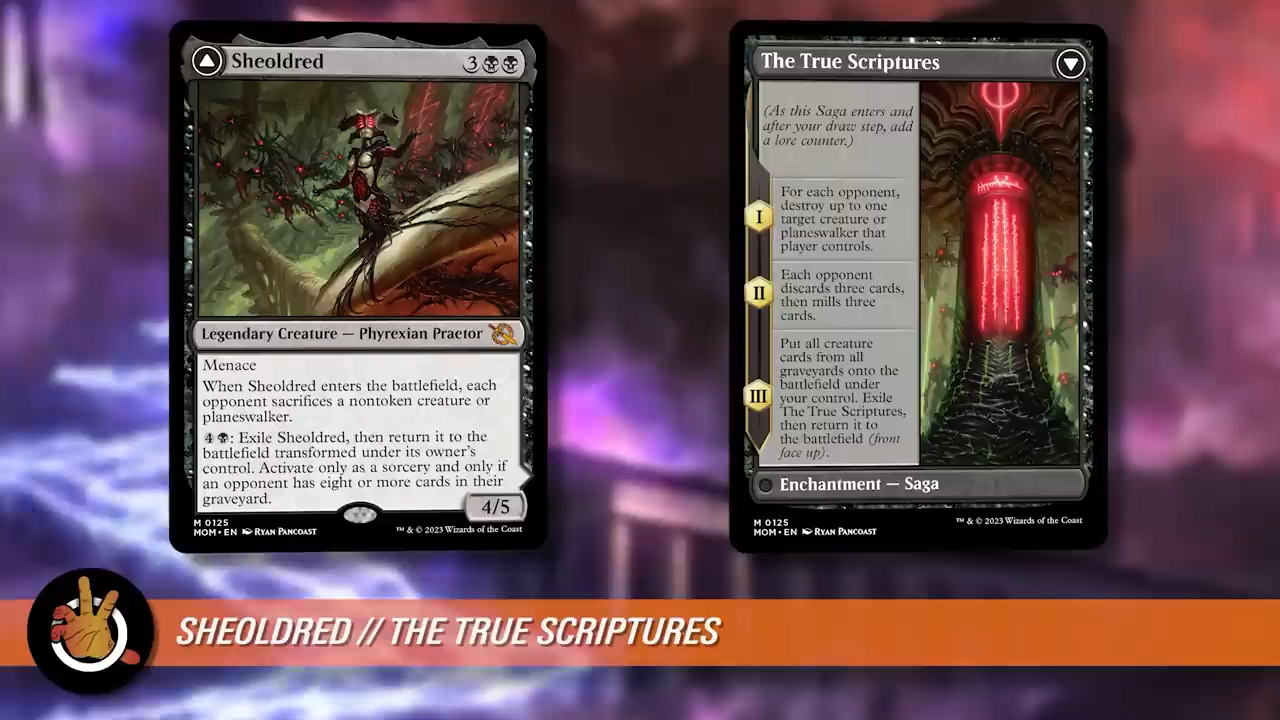 Sheoldred 3
Legendary Creature — Phyrexian Praetor
Menace
When Sheoldred enters the battlefield, each
opponent sacrifices a nontoken creature or
planeswalker.
4 : Exile Sheoldred, then return it to the
battlefield transformed under its owner's
control. Activate only as a sorcery and only if
an opponent has eight or more cards in their
graveyard.
4/5
M 0125
MOM • EN RYAN PANCOAST
™ & © 2023 Wizards of the Coast
The True Scriptures
(As this Saga enters and
after your draw step, add
a lore counter.)
I
For each opponent,
destroy up to one
target creature or
planeswalker that
player controls.
II
Each opponent
discards three cards,
then mills three
cards.
III
Put all creature
cards from all
graveyards onto the
battlefield under
your control. Exile
The True Scriptures,
then return it to
the battlefield (front
face up).
Enchantment — Saga
M 0125
MOM • EN RYAN PANCOAST
™ & © 2023 Wizards of the Coast
SHEOLDRED // THE TRUE SCRIPTURES